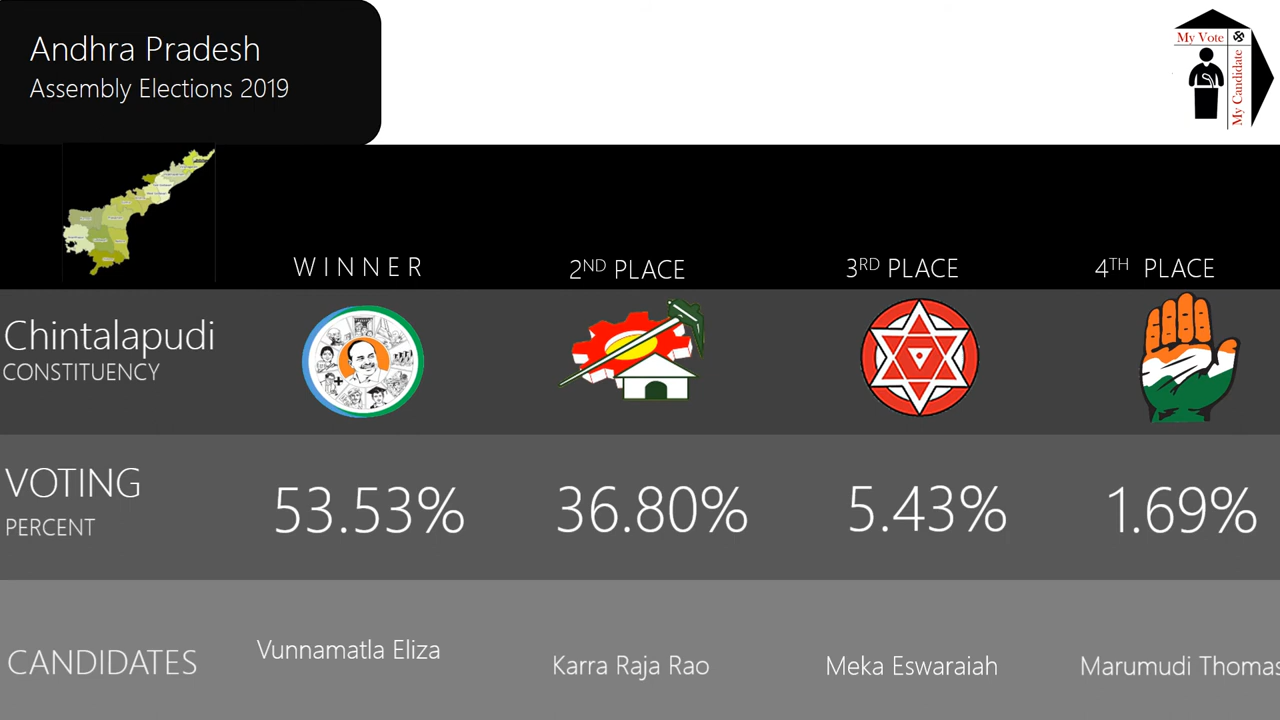 Andhra Pradesh
Assembly Elections 2019
My Vote
My Candidate
WINNER
2ND PLACE
3RD PLACE
4TH PLACE
Chintalapudi
CONSTITUENCY
VOTING
PERCENT
53.53%
36.80%
5.43%
1.69%
CANDIDATES
Vunnamatla Eliza
Karra Raja Rao
Meka Eswaraiah
Marumudi Thomas